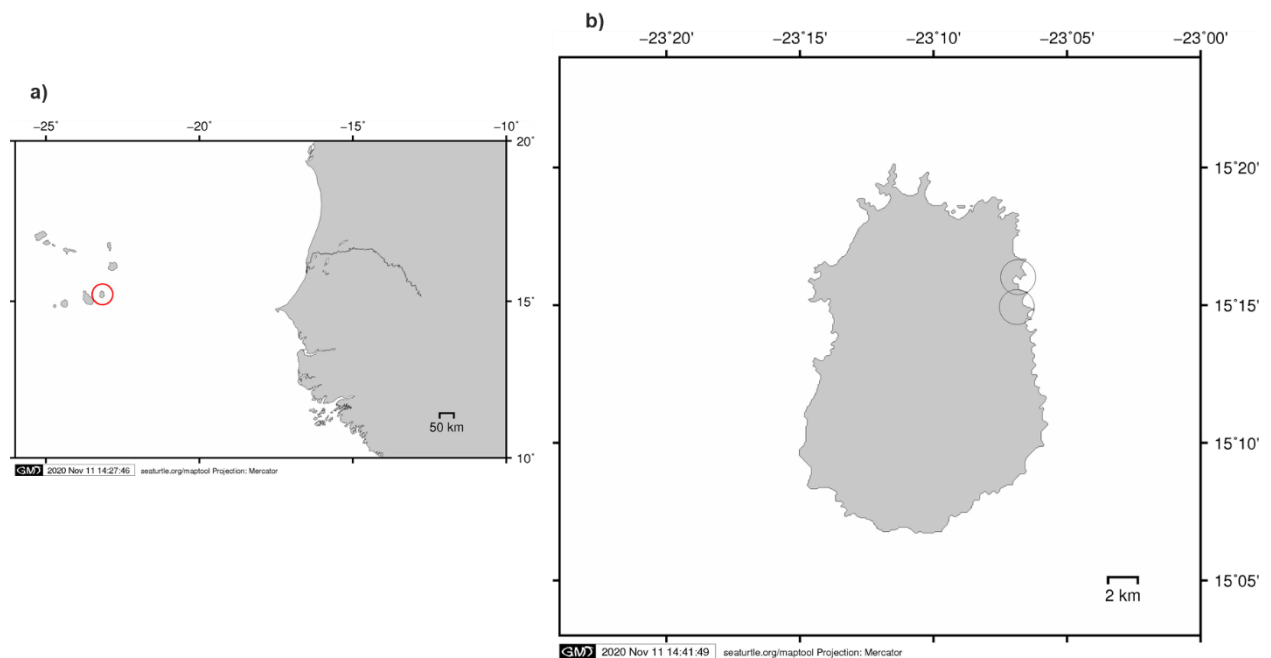 a)
−25° −20° −15° −10°
20°
15°
10°
50 km
GMD 2020 Nov 11 14:27:46 seaturtle.org/maptool Projection: Mercator
b)
−23°20' −23°15' −23°10' −23°05' −23°00'
15°20'
15°15'
15°10'
15°05'
2 km
GMD 2020 Nov 11 14:41:49 seaturtle.org/maptool Projection: Mercator